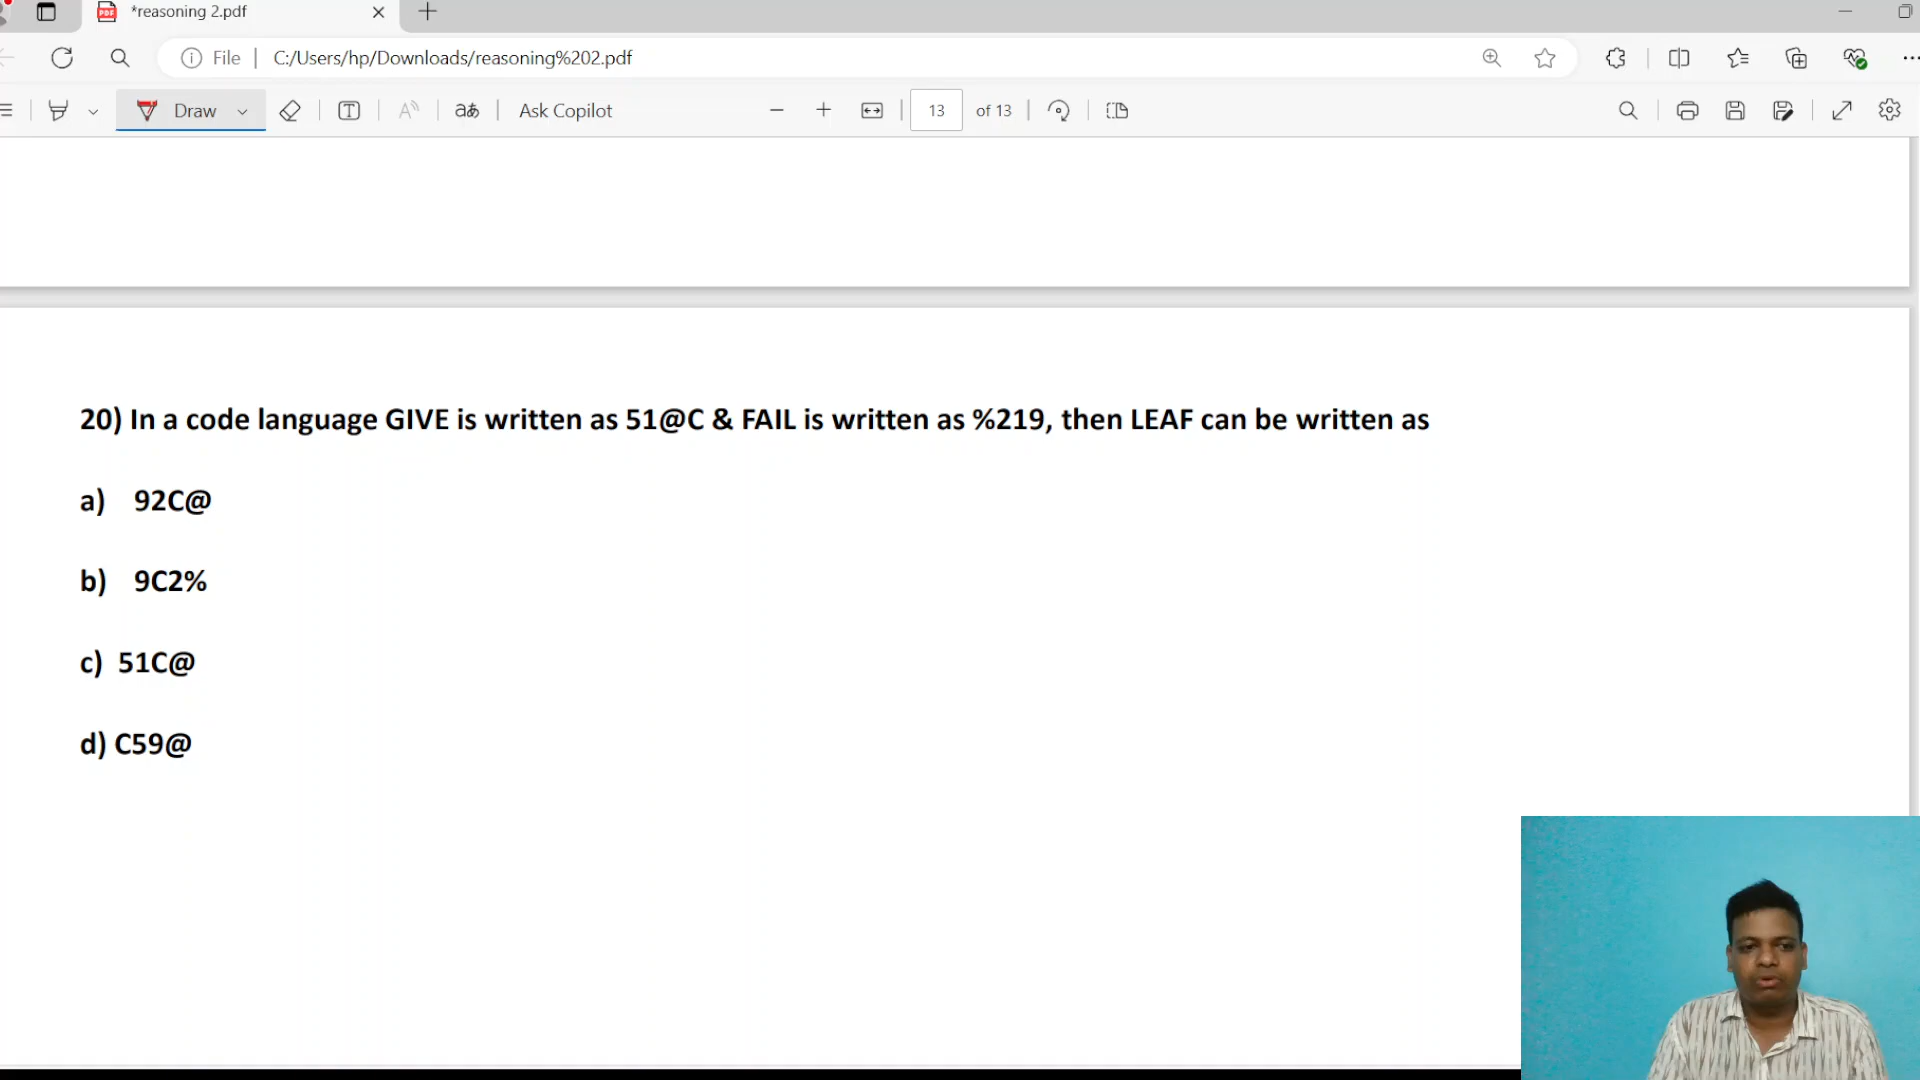 *reasoning 2.pdf
File C:/Users/hp/Downloads/reasoning%202.pdf
Draw
aあ
Ask Copilot
13 of 13
20) In a code language GIVE is written as 51@C & FAIL is written as %219, then LEAF can be written as
a) 92C@
b) 9C2%
c) 51C@
d) C59@